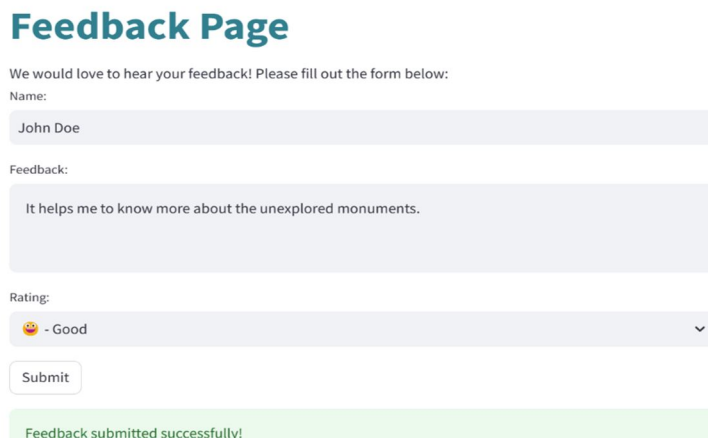 Feedback Page
We would love to hear your feedback! Please fill out the form below:
Name:
John Doe
Feedback:
It helps me to know more about the unexplored monuments.
Rating:
😀 - Good
Submit
Feedback submitted successfully!